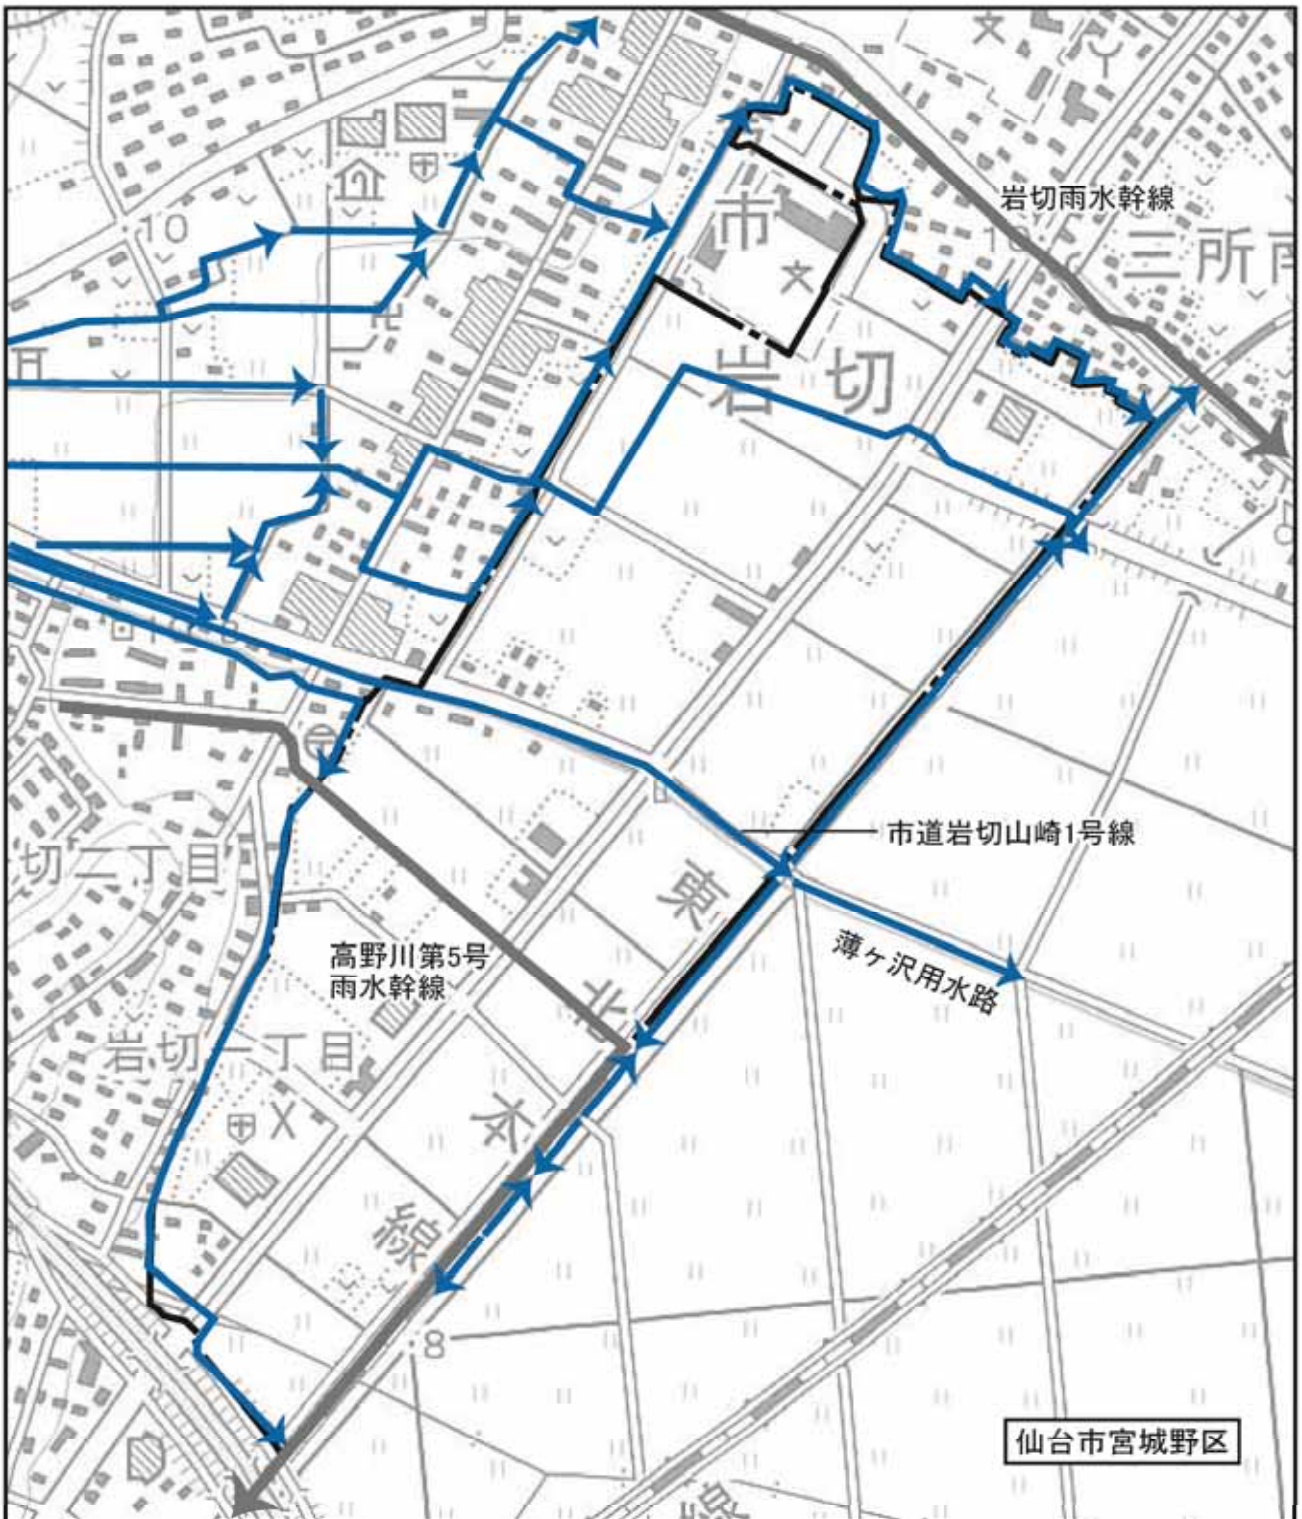 岩切雨水幹線
市
10
三所南
岩切
市道岩切山崎1号線
切二丁目
東
薄ヶ沢用水路
高野川第5号
雨水幹線
北
岩切一丁目
本
線
8
仙台市宮城野区